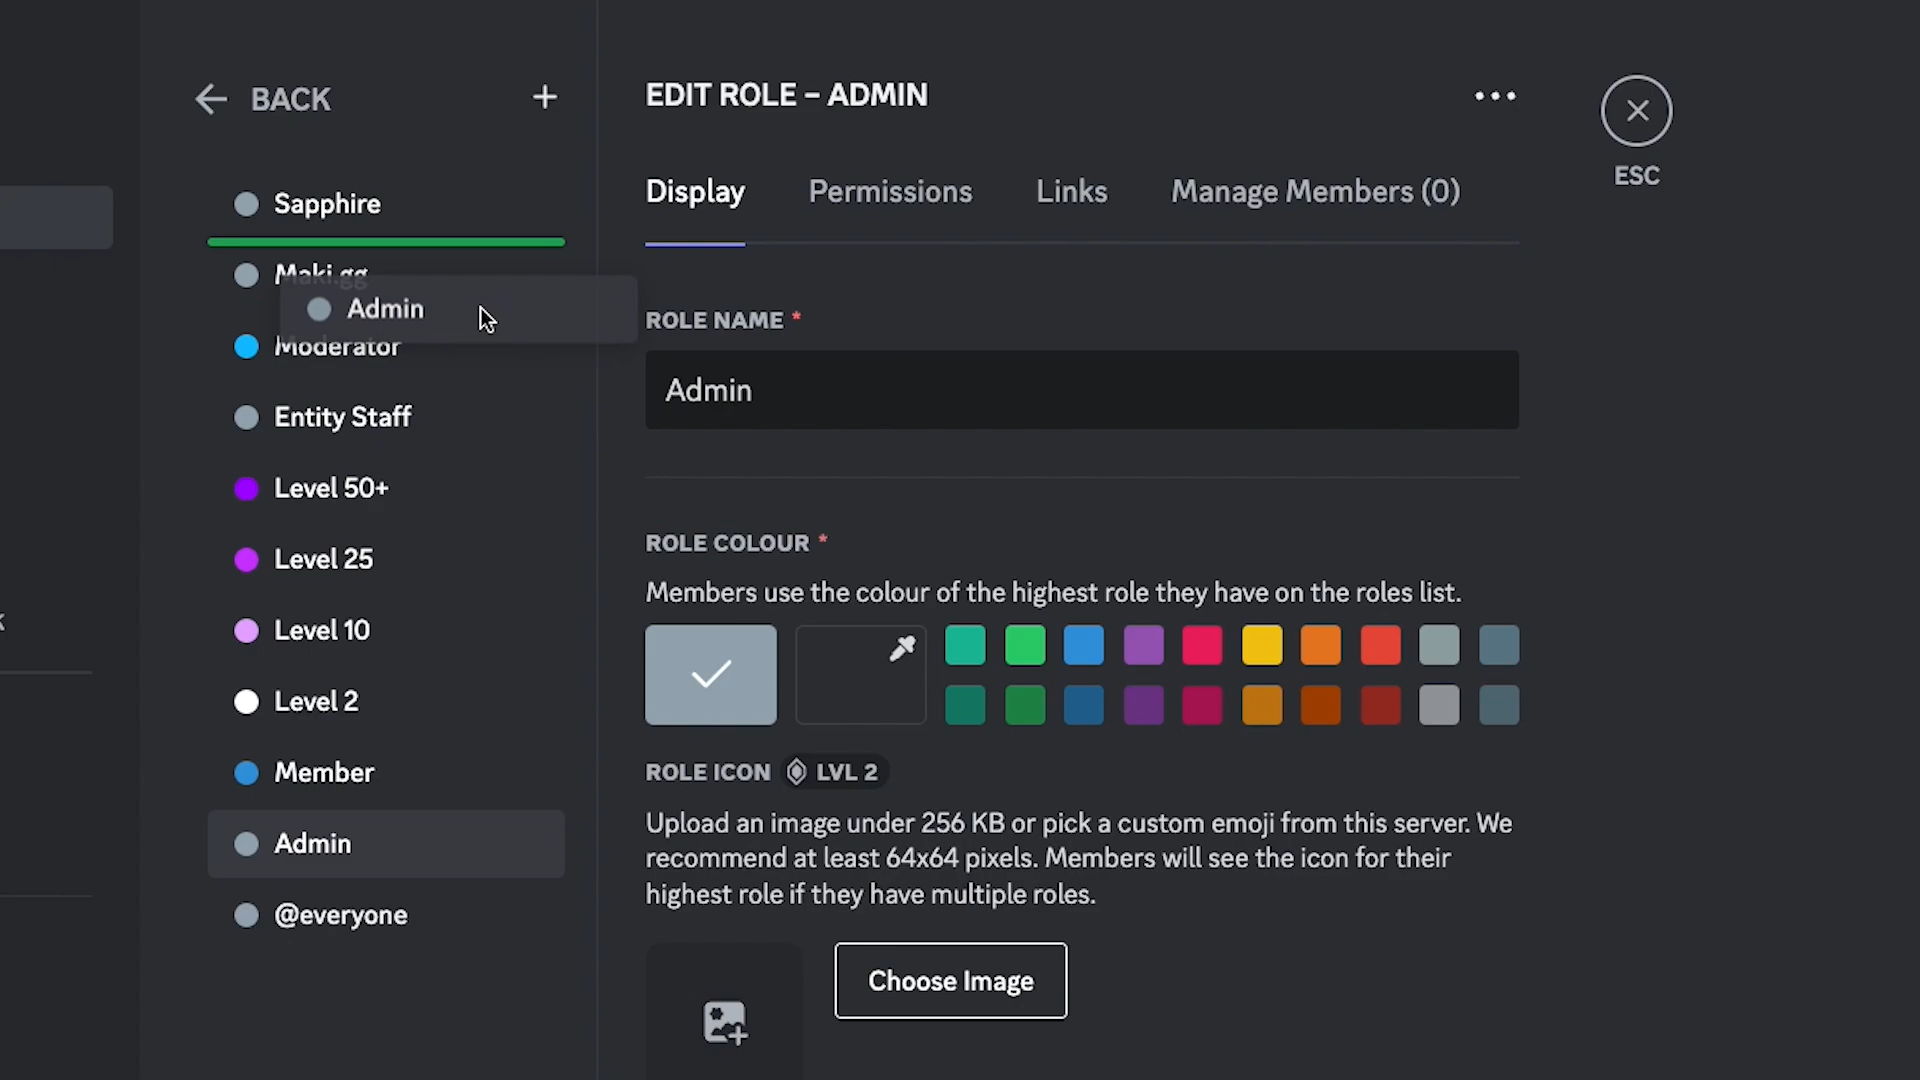 BACK
Sapphire
Maki.gg
Admin
Moderator
Entity Staff
Level 50+
Level 25
Level 10
Level 2
Member
Admin
@everyone
EDIT ROLE – ADMIN
Display Permissions Links Manage Members (0)
ROLE NAME *
Admin
ROLE COLOUR *
Members use the colour of the highest role they have on the roles list.
ROLE ICON LVL 2
Upload an image under 256 KB or pick a custom emoji from this server. We
recommend at least 64x64 pixels. Members will see the icon for their
highest role if they have multiple roles.
Choose Image
ESC